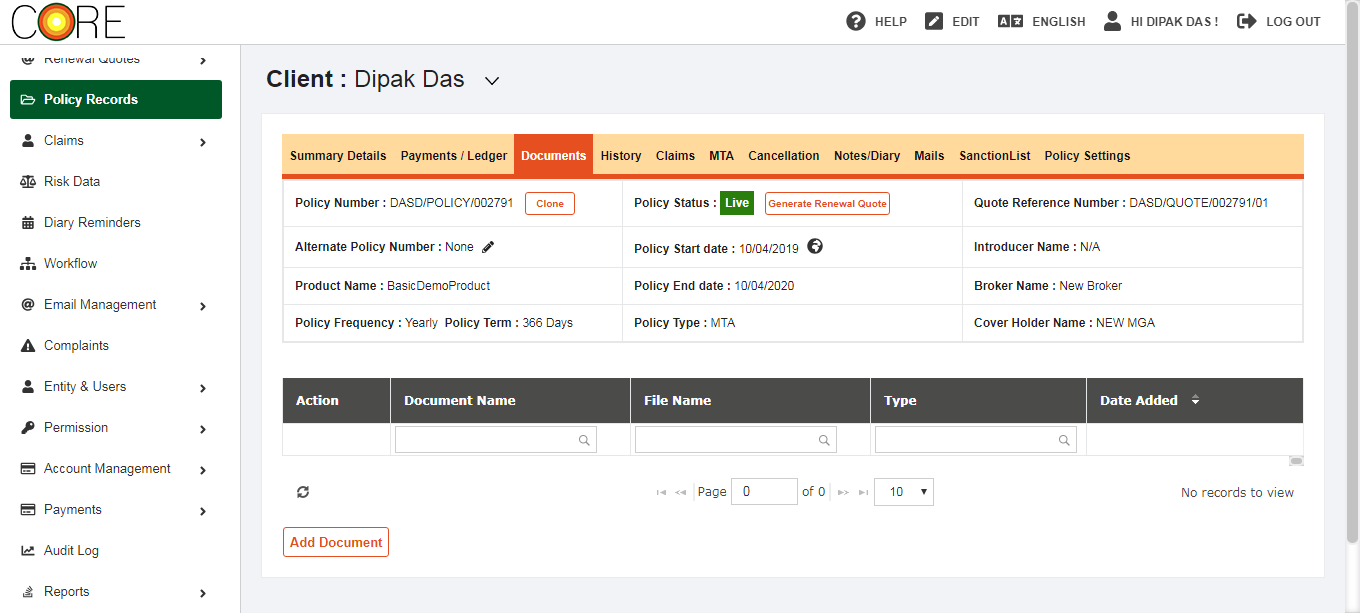 CORE
HELP EDIT ENGLISH HI DIPAK DAS ! LOG OUT
Renewal Quotes
Policy Records
Claims
Risk Data
Diary Reminders
Workflow
Email Management
Complaints
Entity & Users
Permission
Account Management
Payments
Audit Log
Reports
Client : Dipak Das
Summary Details Payments / Ledger Documents History Claims MTA Cancellation Notes/Diary Mails SanctionList Policy Settings
Policy Number : DASD/POLICY/002791 Clone Policy Status : Live Generate Renewal Quote Quote Reference Number : DASD/QUOTE/002791/01
Alternate Policy Number : None Policy Start date : 10/04/2019 Introducer Name : N/A
Product Name : BasicDemoProduct Policy End date : 10/04/2020 Broker Name : New Broker
Policy Frequency : Yearly Policy Term : 366 Days Policy Type : MTA Cover Holder Name : NEW MGA
Action Document Name File Name Type Date Added
Page 0 of 0 10 No records to view
Add Document